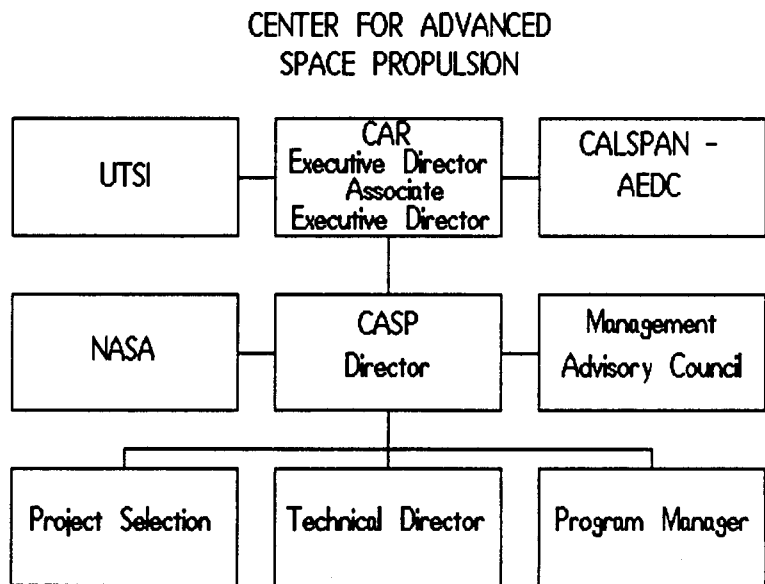 CENTER FOR ADVANCED
SPACE PROPULSION
UTSI
CAR
Executive Director
Associate
Executive Director
CALSPAN -
AEDC
NASA
CASP
Director
Management
Advisory Council
Project Selection
Technical Director
Program Manager